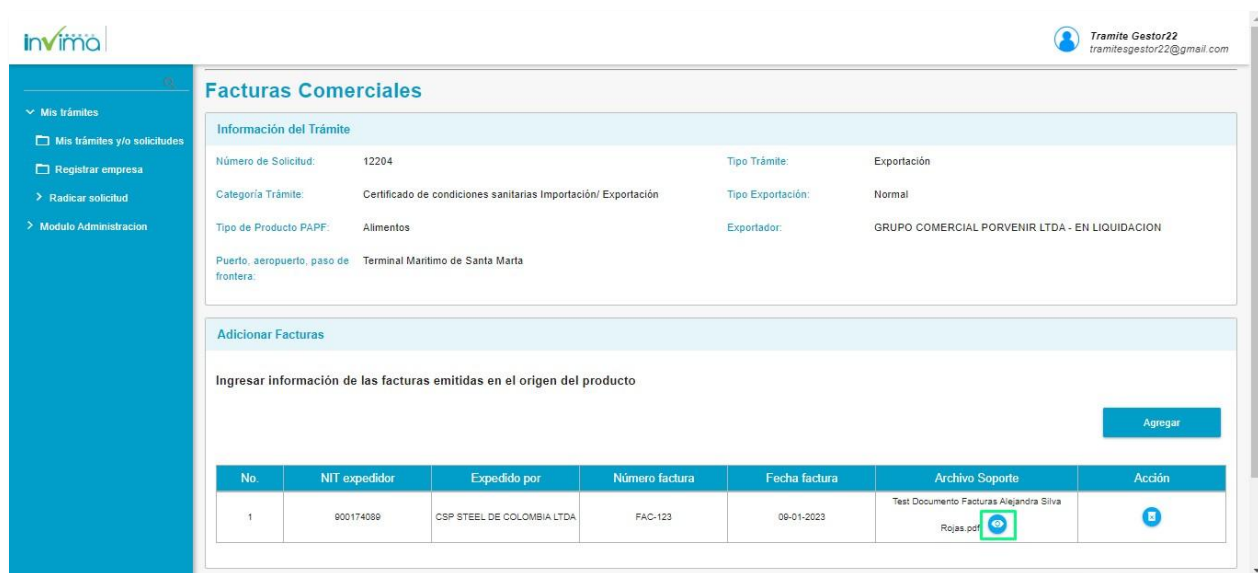 invima
Tramite Gestor22
tramitesgestor22@gmail.com
Mis trámites
Mis trámites y/o solicitudes
Registrar empresa
Radicar solicitud
Modulo Administracion
Facturas Comerciales
Información del Trámite
Número de Solicitud: 12204 Tipo Trámite: Exportación
Categoría Trámite: Certificado de condiciones sanitarias Importación/ Exportación Tipo Exportación: Normal
Tipo de Producto PAPF: Alimentos Exportador: GRUPO COMERCIAL PORVENIR LTDA - EN LIQUIDACION
Puerto, aeropuerto, paso de Terminal Maritimo de Santa Marta
frontera:
Adicionar Facturas
Ingresar información de las facturas emitidas en el origen del producto
Agregar
No. NIT expedidor Expedido por Número factura Fecha factura Archivo Soporte Acción
1 900174089 CSP STEEL DE COLOMBIA LTDA FAC-123 09-01-2023 Test Documento Facturas Alejandra Silva
Rojas.pdf